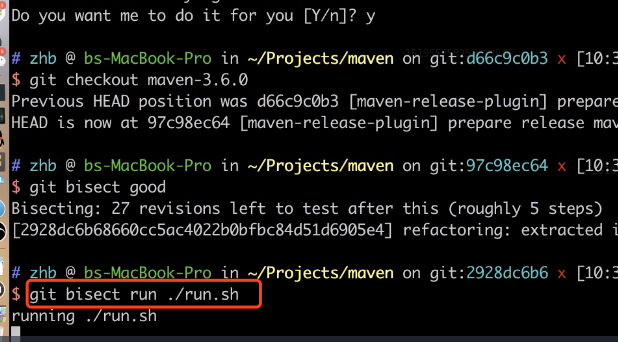 Do you want me to do it for you [Y/n]? y
# zhb @ bs-MacBook-Pro in ~/Projects/maven on git:d66c9c0b3 x [10:3
$ git checkout maven-3.6.0
Previous HEAD position was d66c9c0b3 [maven-release-plugin] prepare
HEAD is now at 97c98ec64 [maven-release-plugin] prepare release mav
# zhb @ bs-MacBook-Pro in ~/Projects/maven on git:97c98ec64 x [10:3
$ git bisect good
Bisecting: 27 revisions left to test after this (roughly 5 steps)
[2928dc6b68660cc5ac4022b0bfbc84d51d6905e4] refactoring: extracted i
# zhb @ bs-MacBook-Pro in ~/Projects/maven on git:2928dc6b6 x [10:3
$ git bisect run ./run.sh
running ./run.sh